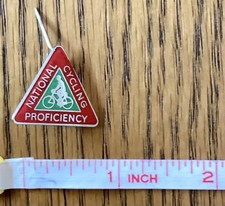 NATIONAL
CYCLING
PROFICIENCY
1 INCH 2